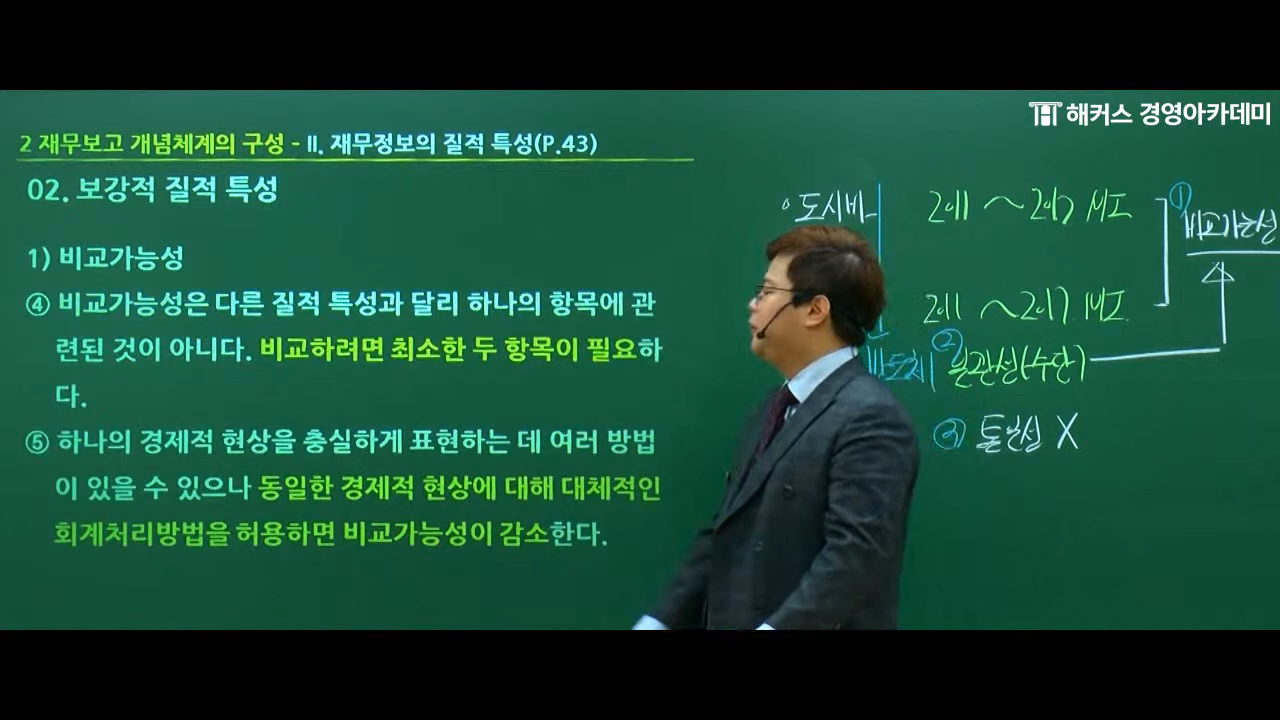 해커스 경영아카데미
2 재무보고 개념체계의 구성 - II. 재무정보의 질적 특성(P.43)
02. 보강적 질적 특성
1) 비교가능성
④ 비교가능성은 다른 질적 특성과 달리 하나의 항목에 관
련된 것이 아니다. 비교하려면 최소한 두 항목이 필요하
다.
⑤ 하나의 경제적 현상을 충실하게 표현하는 데 여러 방법
이 있을 수 있으나 동일한 경제적 현상에 대해 대체적인
회계처리방법을 허용하면 비교가능성이 감소한다.
도시바
① 비교가능성
② 일관성(수단)
③ 통일성 X